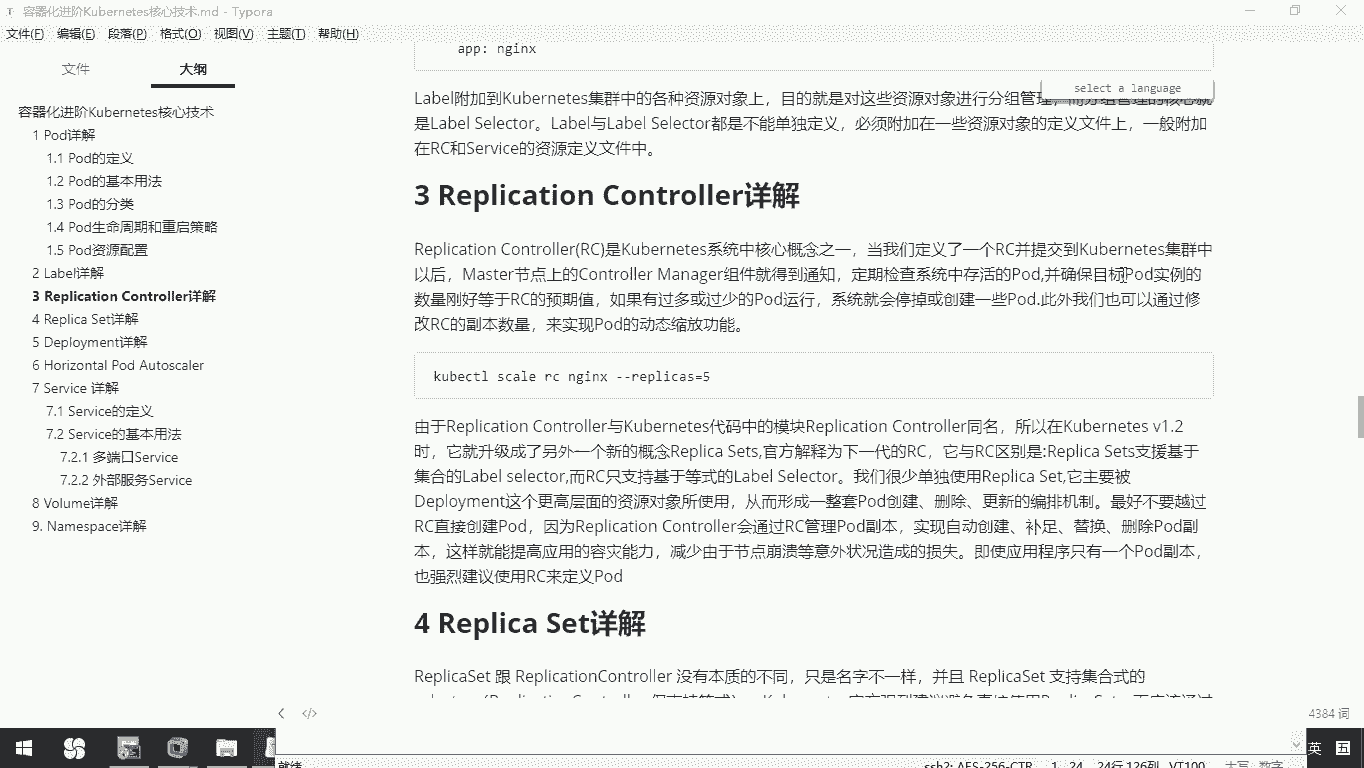 容器化进阶Kubernetes核心技术.md - Typora
文件(F) 编辑(E) 段落(P) 格式(O) 视图(V) 主题(T) 帮助(H)
文件 大纲
容器化进阶Kubernetes核心技术
1 Pod详解
1.1 Pod的定义
1.2 Pod的基本用法
1.3 Pod的分类
1.4 Pod生命周期和重启策略
1.5 Pod资源配置
2 Label详解
3 Replication Controller详解
4 Replica Set详解
5 Deployment详解
6 Horizontal Pod Autoscaler
7 Service 详解
7.1 Service的定义
7.2 Service的基本用法
7.2.1 多端口Service
7.2.2 外部服务Service
8 Volume详解
9. Namespace详解
app: nginx
select a language
Label附加到Kubernetes集群中的各种资源对象上，目的就是对这些资源对象进行分组管理，而分组管理的核心就
是Label Selector。Label与Label Selector都是不能单独定义，必须附加在一些资源对象的定义文件上，一般附加
在RC和Service的资源定义文件中。
3 Replication Controller详解
Replication Controller(RC)是Kubernetes系统中核心概念之一，当我们定义了一个RC并提交到Kubernetes集群中
以后，Master节点上的Controller Manager组件就得到通知，定期检查系统中存活的Pod,并确保目标Pod实例的
数量刚好等于RC的预期值，如果有过多或过少的Pod运行，系统就会停掉或创建一些Pod.此外我们也可以通过修
改RC的副本数量，来实现Pod的动态缩放功能。
kubectl scale rc nginx --replicas=5
由于Replication Controller与Kubernetes代码中的模块Replication Controller同名，所以在Kubernetes v1.2
时，它就升级成了另外一个新的概念Replica Sets,官方解释为下一代的RC，它与RC区别是:Replica Sets支援基于
集合的Label selector,而RC只支持基于等式的Label Selector。我们很少单独使用Replica Set,它主要被
Deployment这个更高层面的资源对象所使用，从而形成一整套Pod创建、删除、更新的编排机制。最好不要越过
RC直接创建Pod，因为Replication Controller会通过RC管理Pod副本，实现自动创建、补足、替换、删除Pod副
本，这样就能提高应用的容灾能力，减少由于节点崩溃等意外状况造成的损失。即使应用程序只有一个Pod副本，
也强烈建议使用RC来定义Pod
4 Replica Set详解
ReplicaSet 跟 ReplicationController 没有本质的不同，只是名字不一样，并且 ReplicaSet 支持集合式的
4384 词
就绪 ssh2: AES-256-CTR 1, 24 24行,126列 VT100 大写 数字
英 五